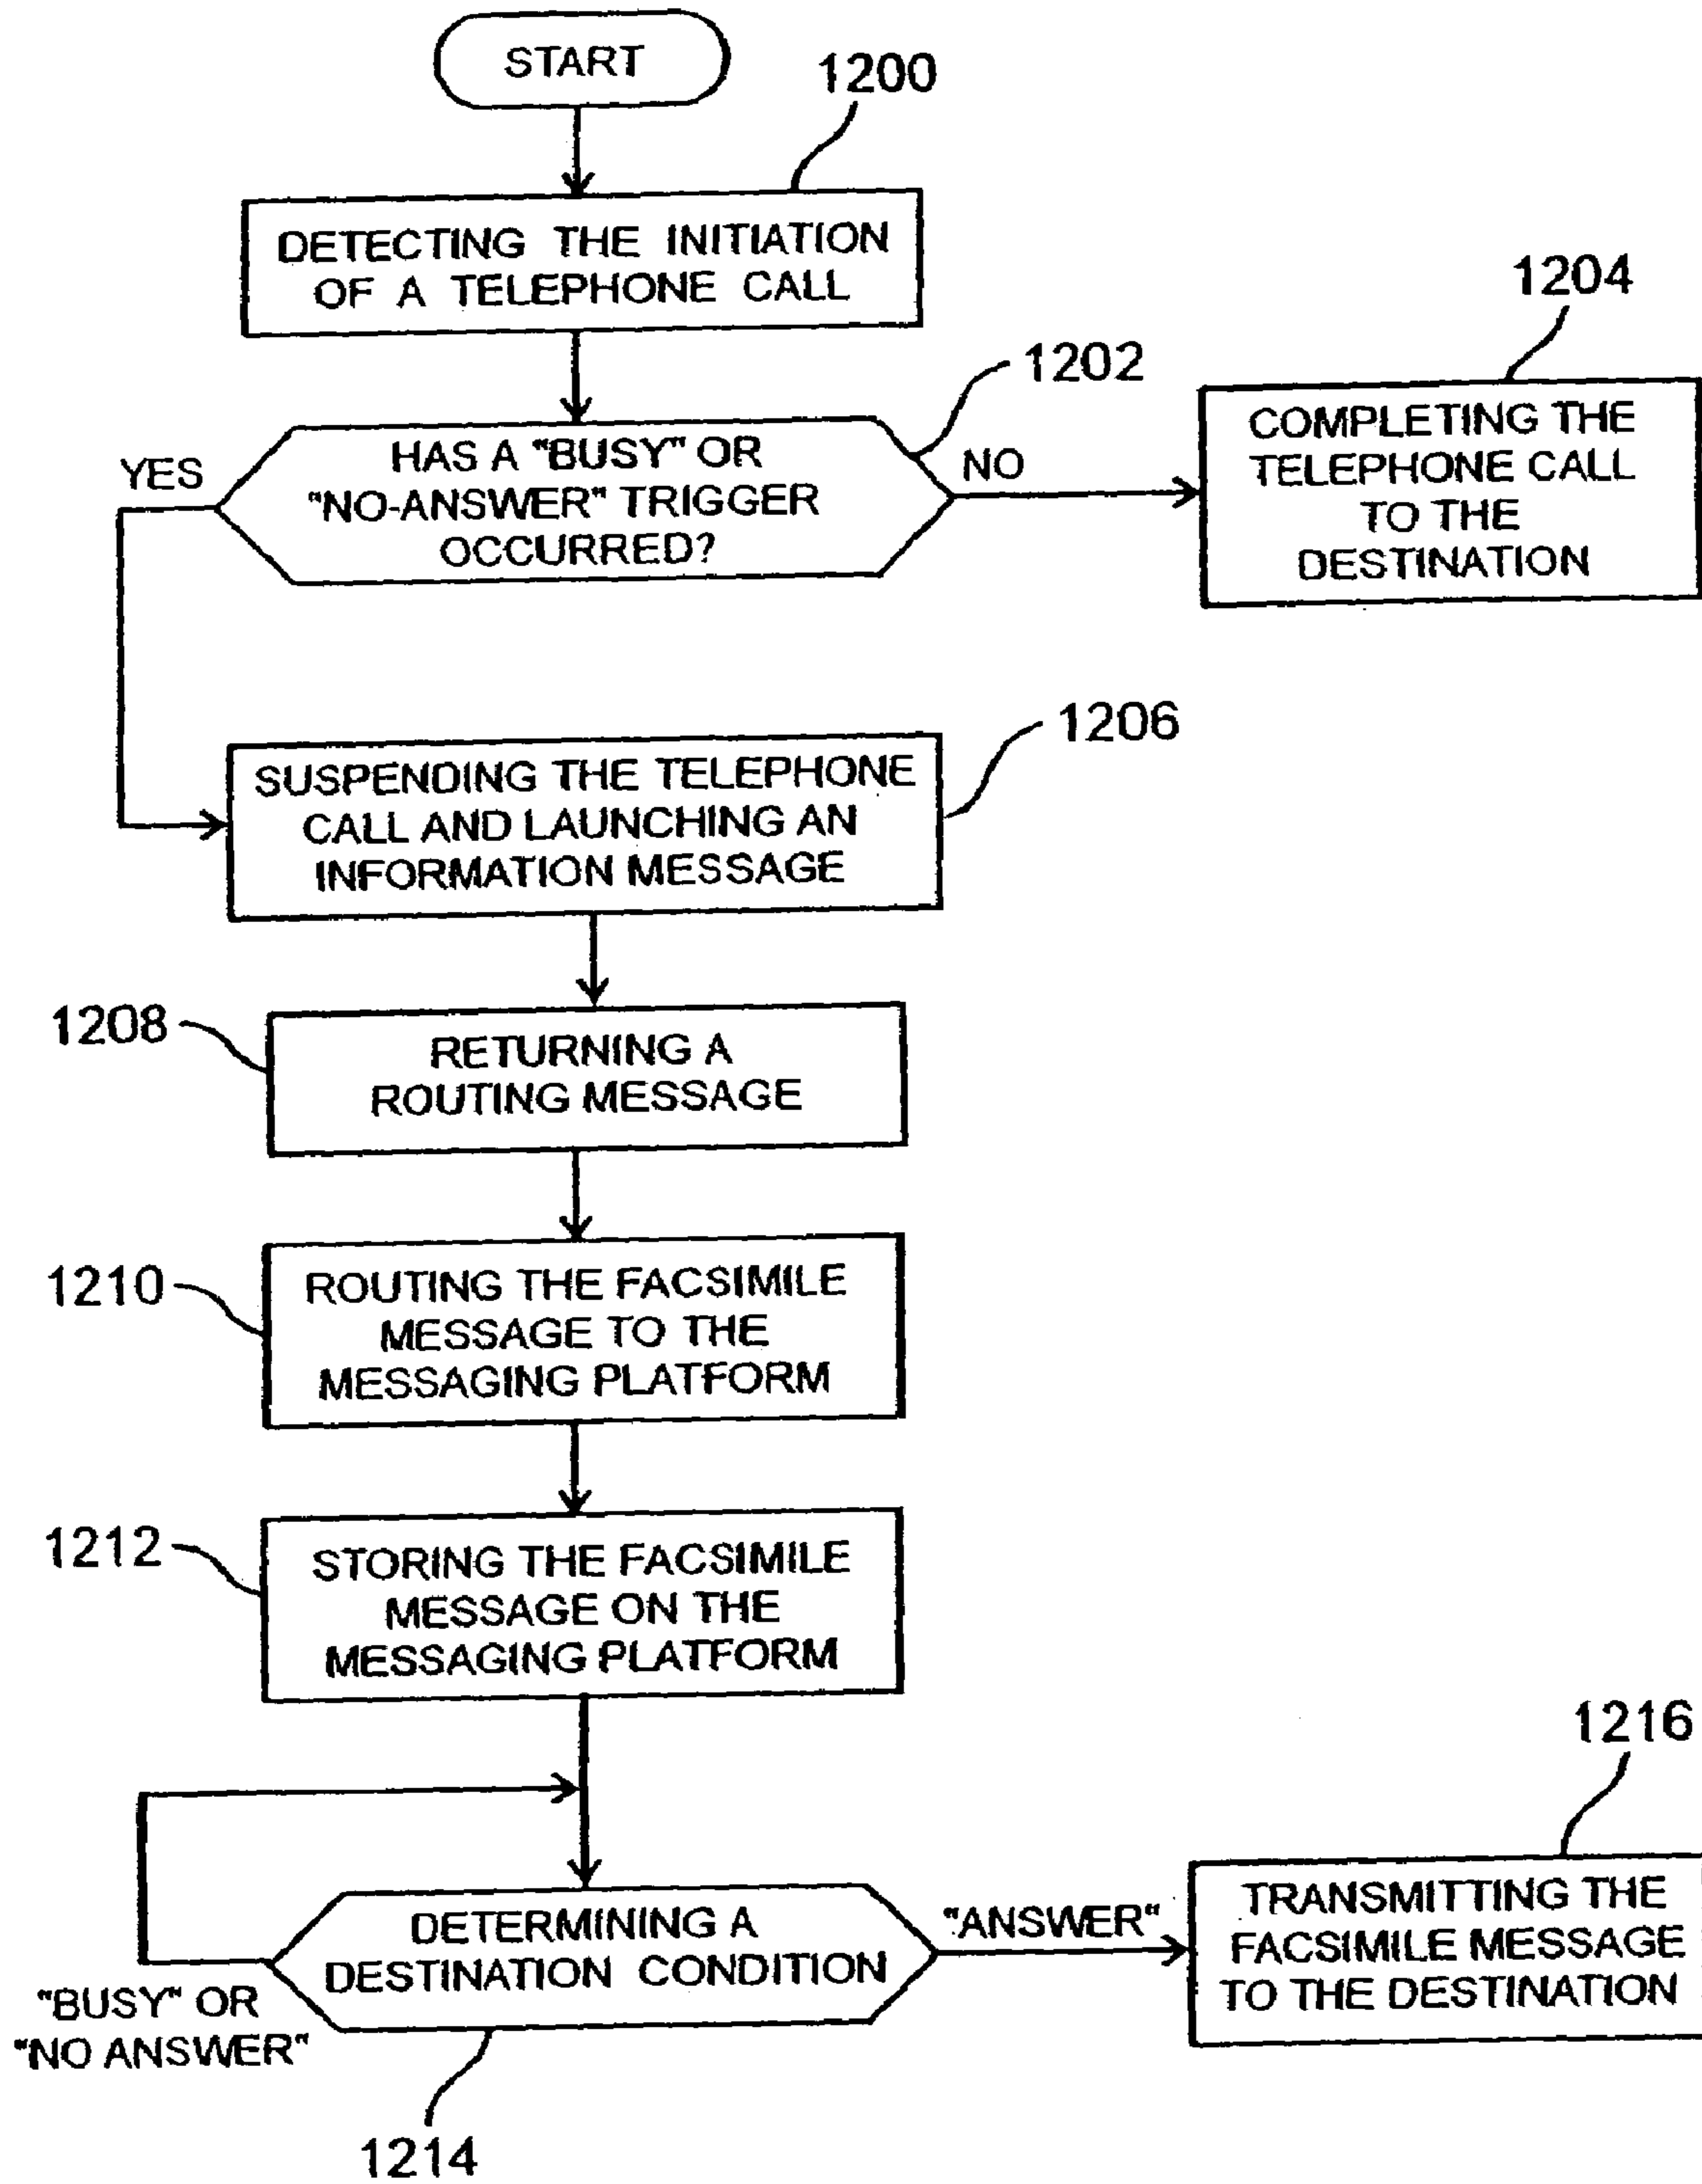 START
1200
DETECTING THE INITIATION
OF A TELEPHONE CALL
1204
1202
YES
HAS A "BUSY" OR
"NO-ANSWER" TRIGGER
OCCURRED?
NO
COMPLETING THE
TELEPHONE CALL
TO THE
DESTINATION
1206
SUSPENDING THE TELEPHONE
CALL AND LAUNCHING AN
INFORMATION MESSAGE
1208
RETURNING A
ROUTING MESSAGE
1210
ROUTING THE FACSIMILE
MESSAGE TO THE
MESSAGING PLATFORM
1212
STORING THE FACSIMILE
MESSAGE ON THE
MESSAGING PLATFORM
1216
DETERMINING A
DESTINATION CONDITION
"ANSWER"
TRANSMITTING THE
FACSIMILE MESSAGE
TO THE DESTINATION
"BUSY" OR
"NO ANSWER"
1214